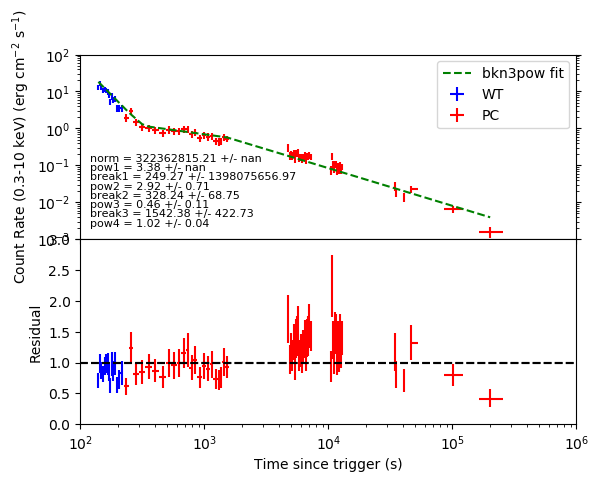 bkn3pow fit
WT
PC
Count Rate (0.3-10 keV) (erg cm⁻² s⁻¹)
10²
10¹
10⁰
10⁻¹
10⁻²
10⁻³
norm = 322362815.21 +/- nan
pow1 = 3.38 +/- nan
break1 = 249.27 +/- 1398075656.97
pow2 = 2.92 +/- 0.71
break2 = 328.24 +/- 68.75
pow3 = 0.46 +/- 0.11
break3 = 1542.38 +/- 422.73
pow4 = 1.02 +/- 0.04
Residual
3.0
2.5
2.0
1.5
1.0
0.5
0.0
10² 10³ 10⁴ 10⁵ 10⁶
Time since trigger (s)